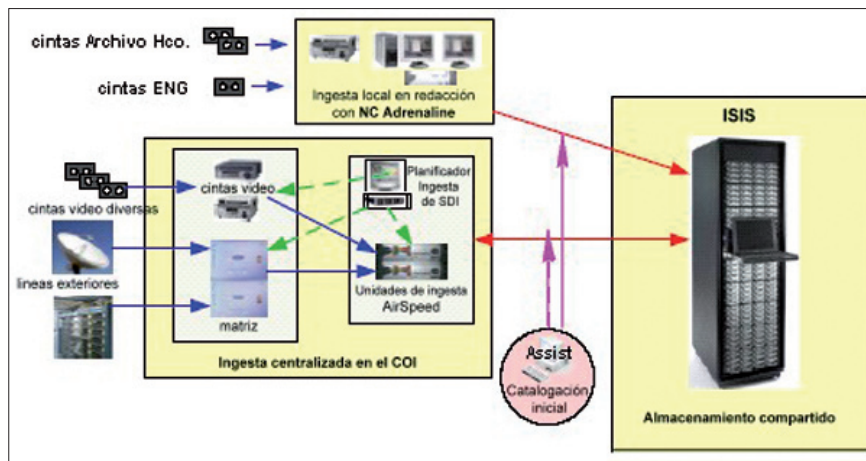 cintas Archivo Hco.
cintas ENG
Ingesta local en redacción
con NC Adrenaline
ISIS
cintas video
Planificador
Ingesta
de SDI
cintas video diversas
lineas exteriores
Unidades de ingesta
AirSpeed
matriz
Ingesta centralizada en el COI
Assist
Catalogación
inicial
Almacenamiento compartido